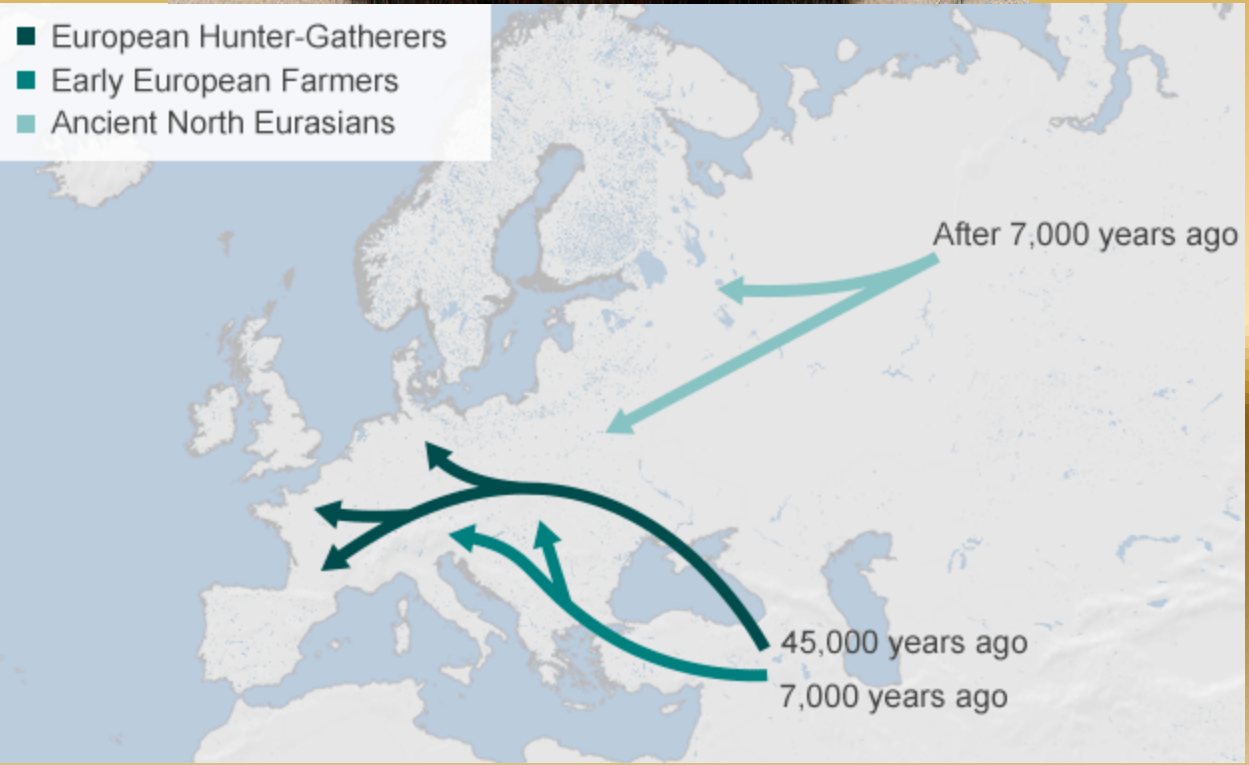 European Hunter-Gatherers
Early European Farmers
Ancient North Eurasians
After 7,000 years ago
45,000 years ago
7,000 years ago